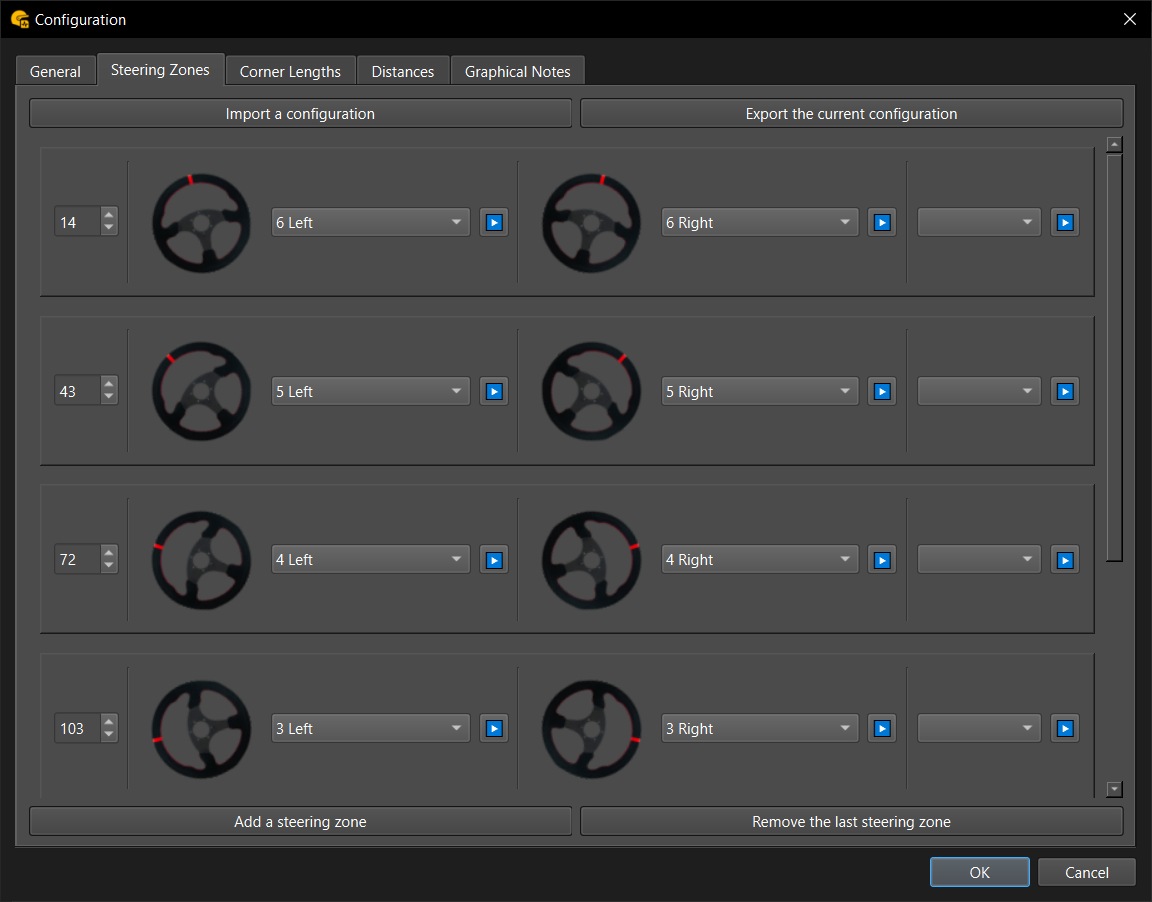 Configuration
General
Steering Zones
Corner Lengths
Distances
Graphical Notes
Import a configuration
Export the current configuration
14
6 Left
6 Right
43
5 Left
5 Right
72
4 Left
4 Right
103
3 Left
3 Right
Add a steering zone
Remove the last steering zone
OK
Cancel